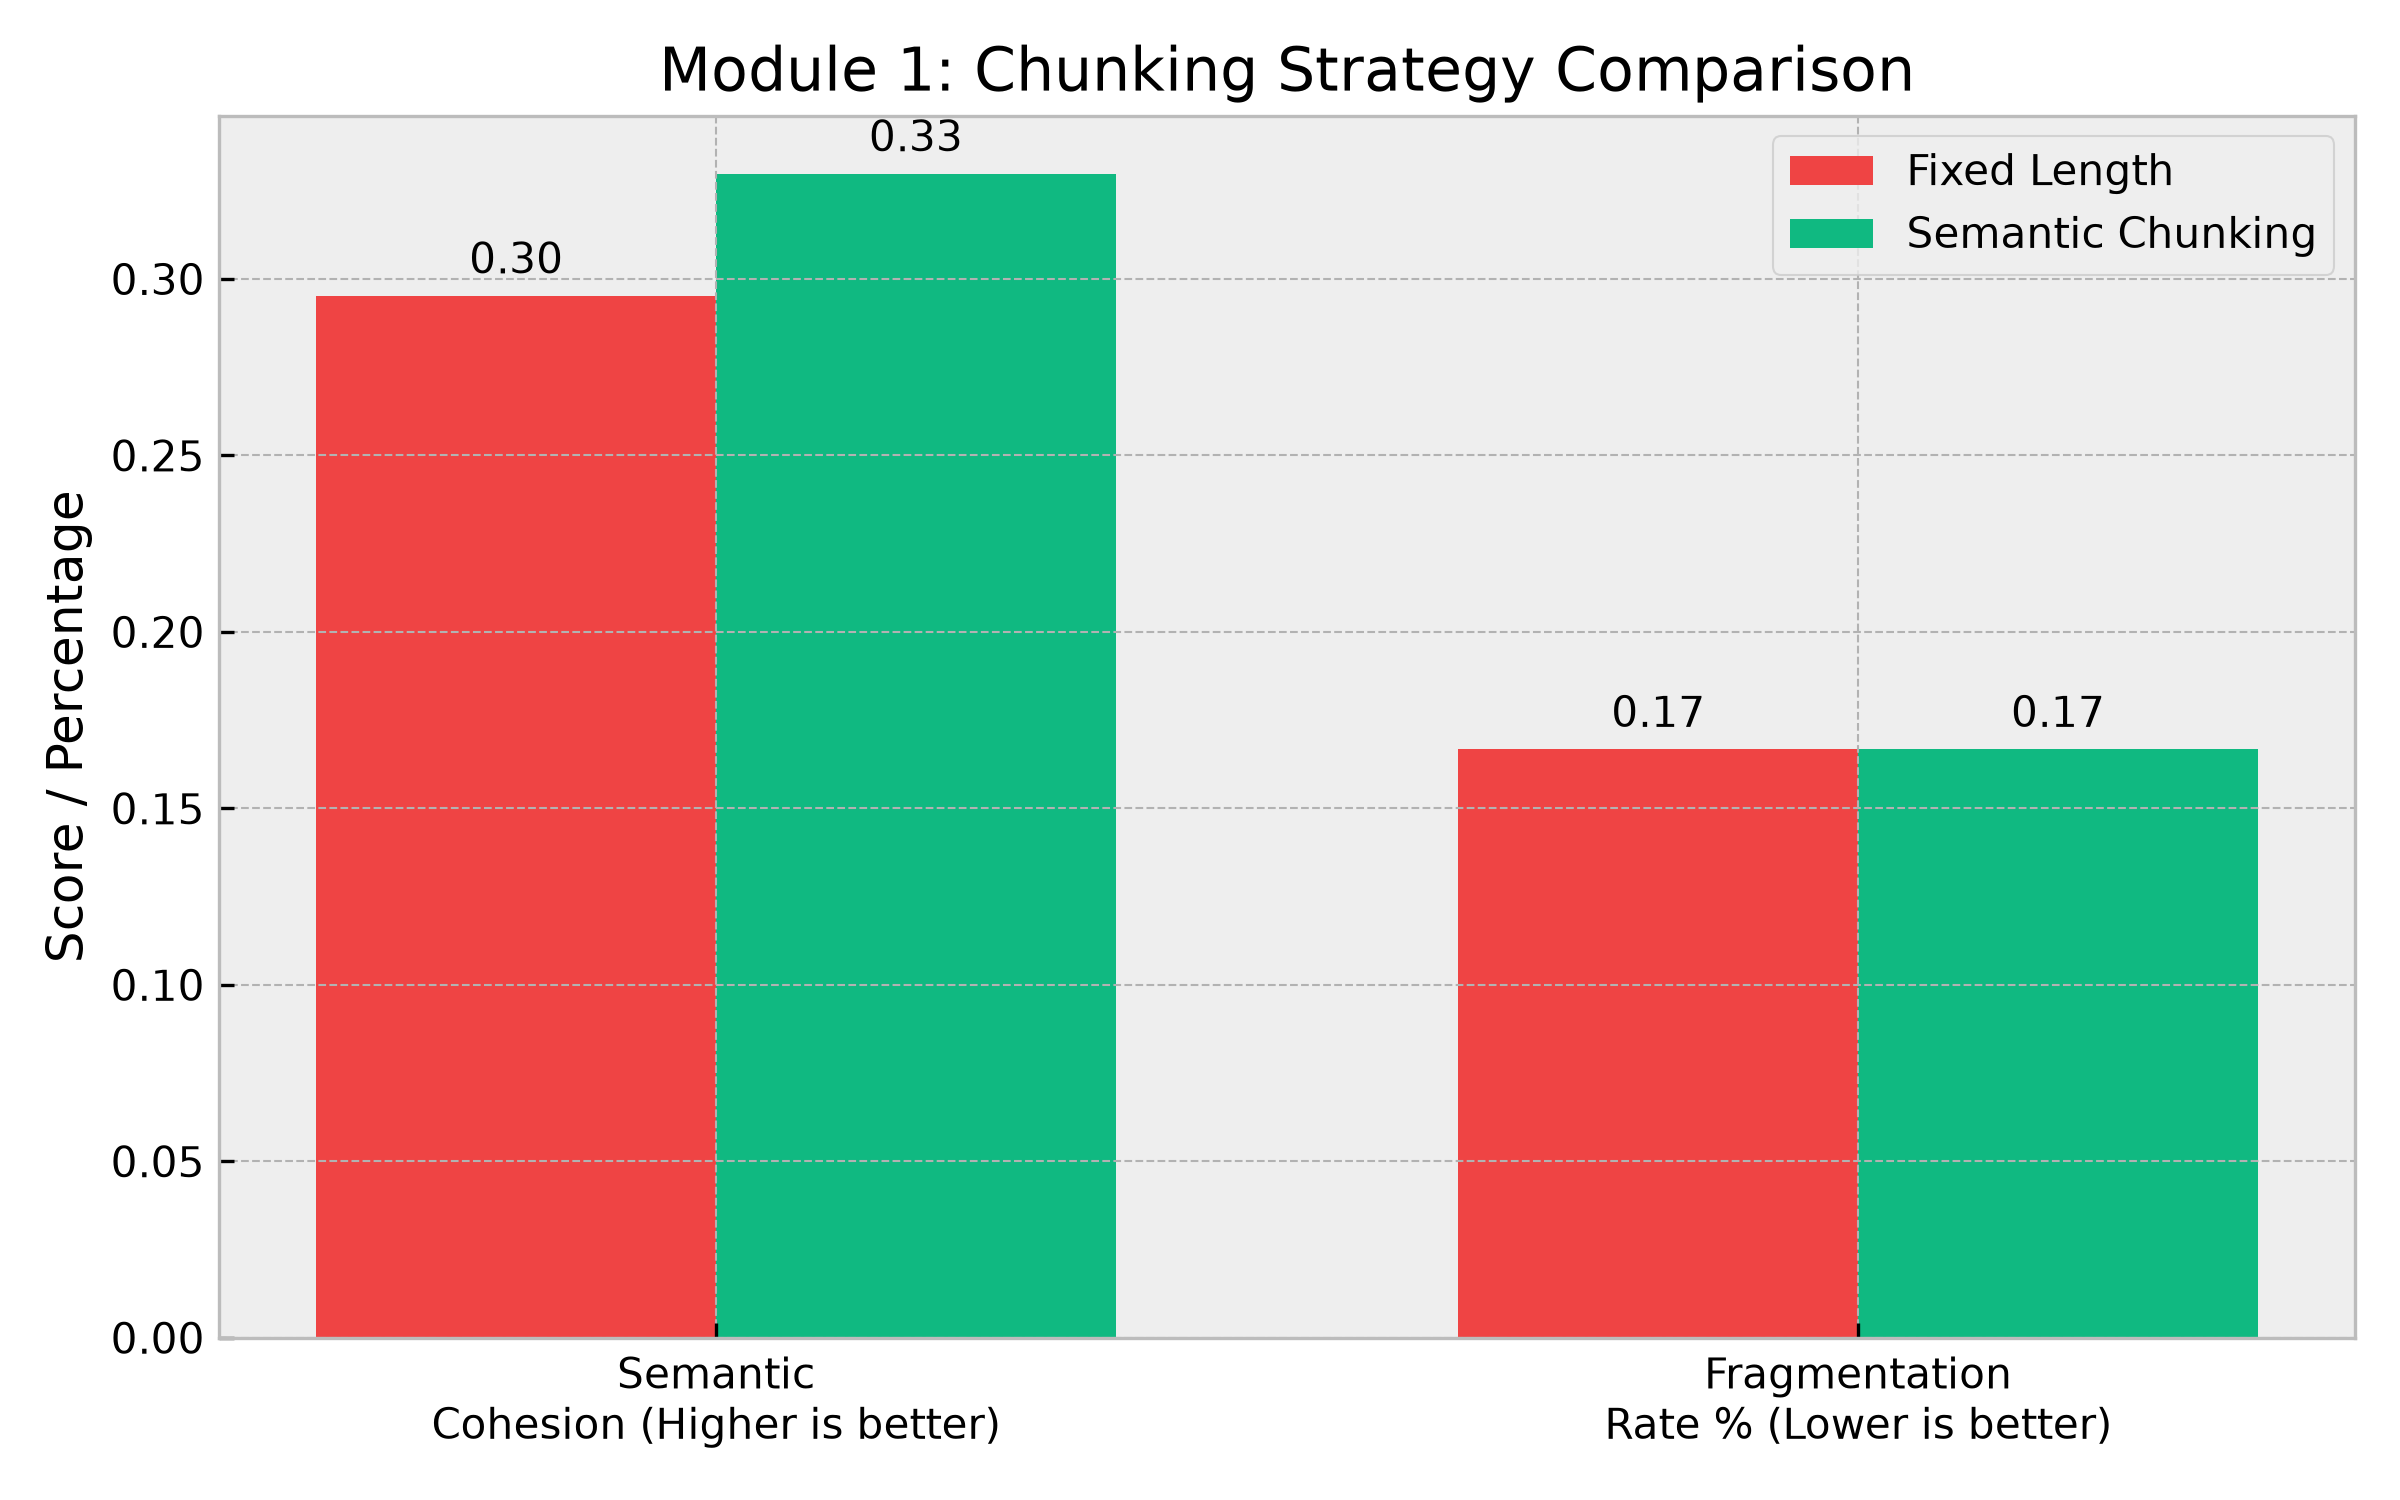 Module 1: Chunking Strategy Comparison
0.33
0.30
Fixed Length
Semantic Chunking
0.30
0.25
0.20
0.17
0.17
0.15
0.10
0.05
0.00
Score / Percentage
Semantic
Cohesion (Higher is better)
Fragmentation
Rate % (Lower is better)